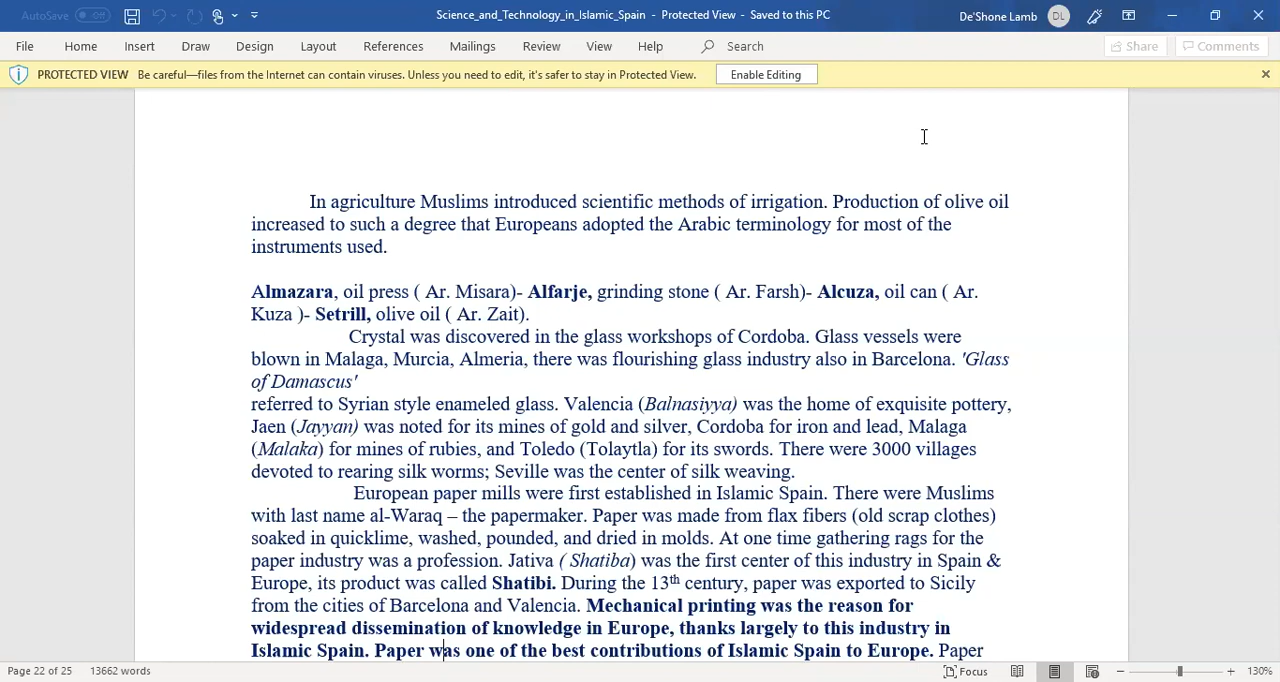 AutoSave Off Science_and_Technology_in_Islamic_Spain - Protected View - Saved to this PC De'Shone Lamb DL
File Home Insert Draw Design Layout References Mailings Review View Help Search Share Comments
PROTECTED VIEW Be careful—files from the Internet can contain viruses. Unless you need to edit, it's safer to stay in Protected View. Enable Editing
In agriculture Muslims introduced scientific methods of irrigation. Production of olive oil
increased to such a degree that Europeans adopted the Arabic terminology for most of the
instruments used.
Almazara, oil press ( Ar. Misara)- Alfarje, grinding stone ( Ar. Farsh)- Alcuza, oil can ( Ar.
Kuza )- Setrill, olive oil ( Ar. Zait).
Crystal was discovered in the glass workshops of Cordoba. Glass vessels were
blown in Malaga, Murcia, Almeria, there was flourishing glass industry also in Barcelona. 'Glass
of Damascus'
referred to Syrian style enameled glass. Valencia (Balnasiyya) was the home of exquisite pottery,
Jaen (Jayyan) was noted for its mines of gold and silver, Cordoba for iron and lead, Malaga
(Malaka) for mines of rubies, and Toledo (Tolaytla) for its swords. There were 3000 villages
devoted to rearing silk worms; Seville was the center of silk weaving.
European paper mills were first established in Islamic Spain. There were Muslims
with last name al-Waraq – the papermaker. Paper was made from flax fibers (old scrap clothes)
soaked in quicklime, washed, pounded, and dried in molds. At one time gathering rags for the
paper industry was a profession. Jativa ( Shatiba) was the first center of this industry in Spain &
Europe, its product was called Shatibi. During the 13th century, paper was exported to Sicily
from the cities of Barcelona and Valencia. Mechanical printing was the reason for
widespread dissemination of knowledge in Europe, thanks largely to this industry in
Islamic Spain. Paper was one of the best contributions of Islamic Spain to Europe. Paper
Page 22 of 25 13662 words Focus 130%